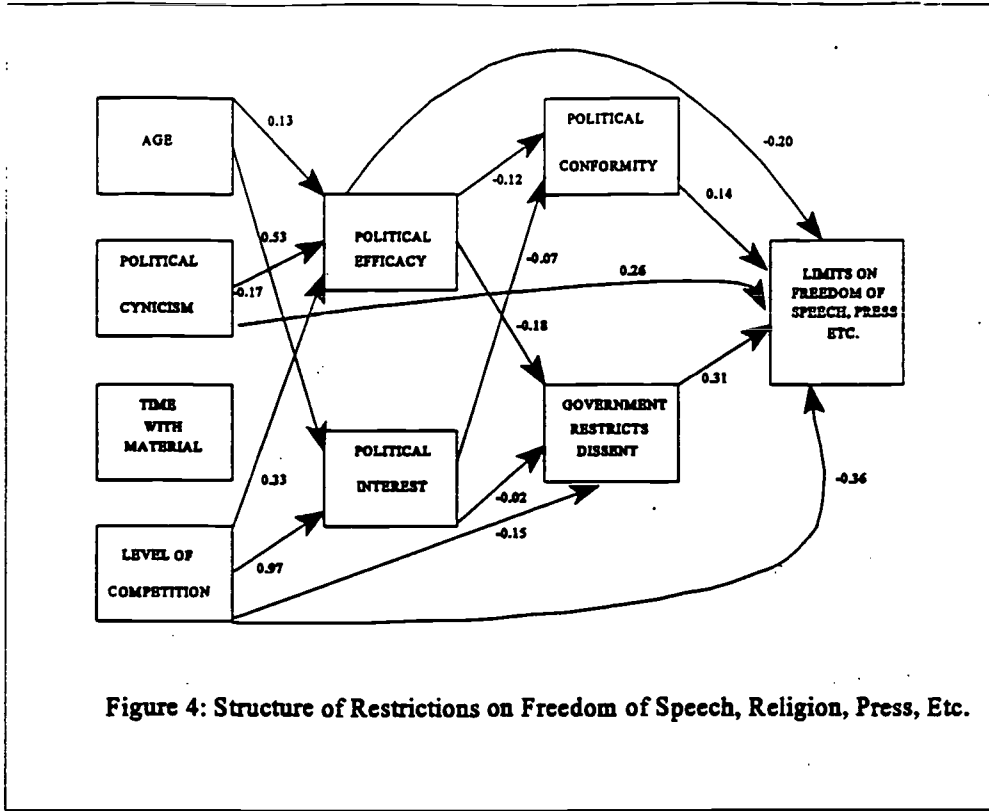 AGE
POLITICAL
CYNICISM
TIME
WITH
MATERIAL
LEVEL OF
COMPETITION
0.13
0.53
-0.17
0.33
0.97
POLITICAL
EFFICACY
POLITICAL
INTEREST
-0.12
-0.07
-0.18
-0.02
-0.15
POLITICAL
CONFORMITY
GOVERNMENT
RESTRICTS
DISSENT
-0.20
0.14
0.26
0.31
-0.36
LIMITS ON
FREEDOM OF
SPEECH, PRESS
ETC.
Figure 4: Structure of Restrictions on Freedom of Speech, Religion, Press, Etc.